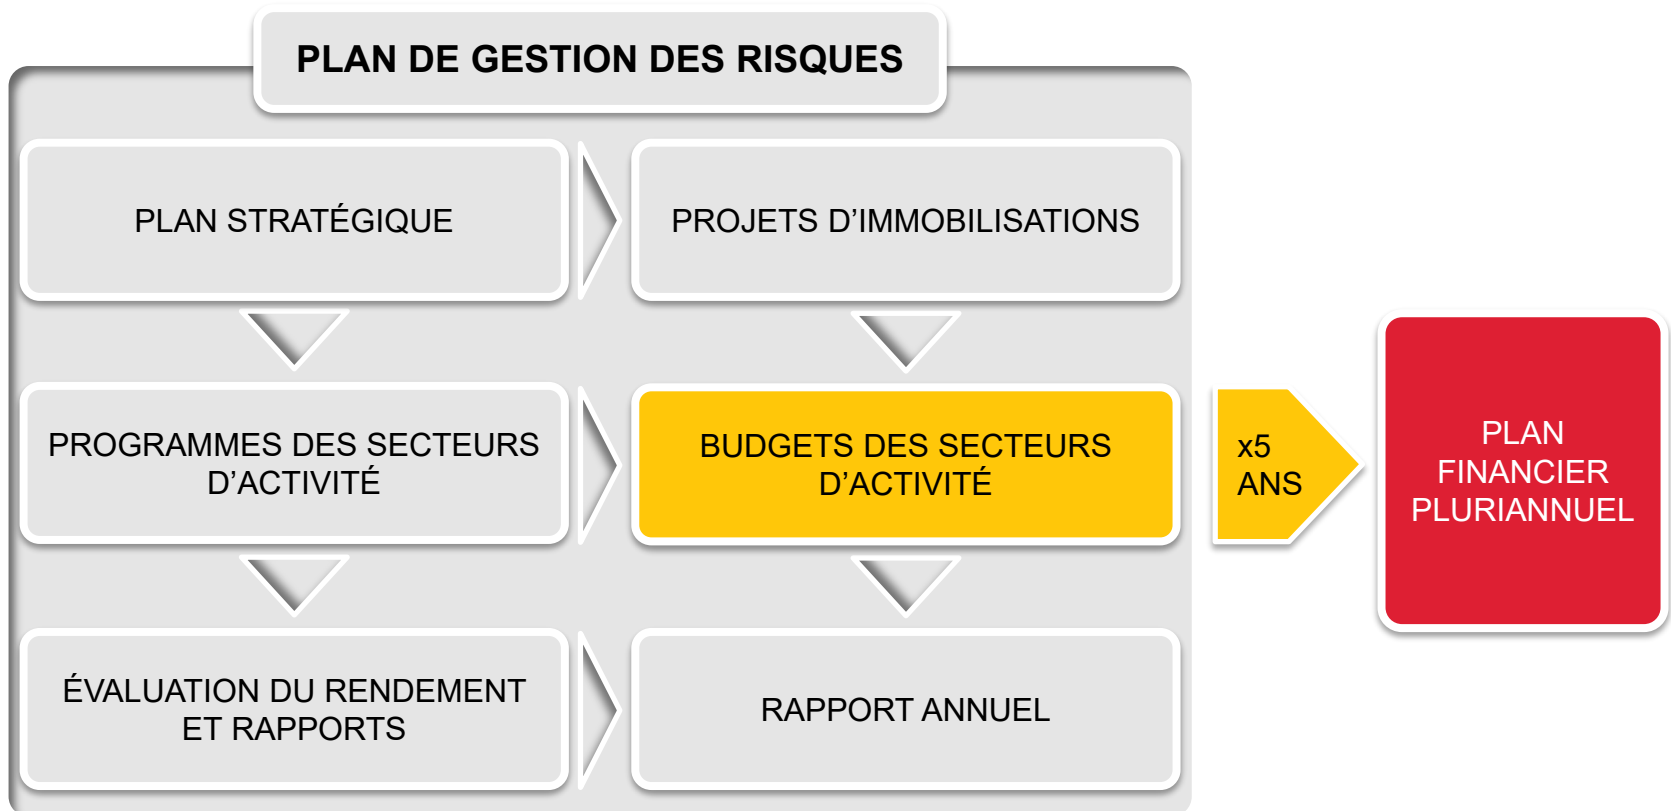 PLAN DE GESTION DES RISQUES
PLAN STRATÉGIQUE
PROJETS D’IMMOBILISATIONS
PROGRAMMES DES SECTEURS
D’ACTIVITÉ
BUDGETS DES SECTEURS
D’ACTIVITÉ
x5
ANS
PLAN
FINANCIER
PLURIANNUEL
ÉVALUATION DU RENDEMENT
ET RAPPORTS
RAPPORT ANNUEL